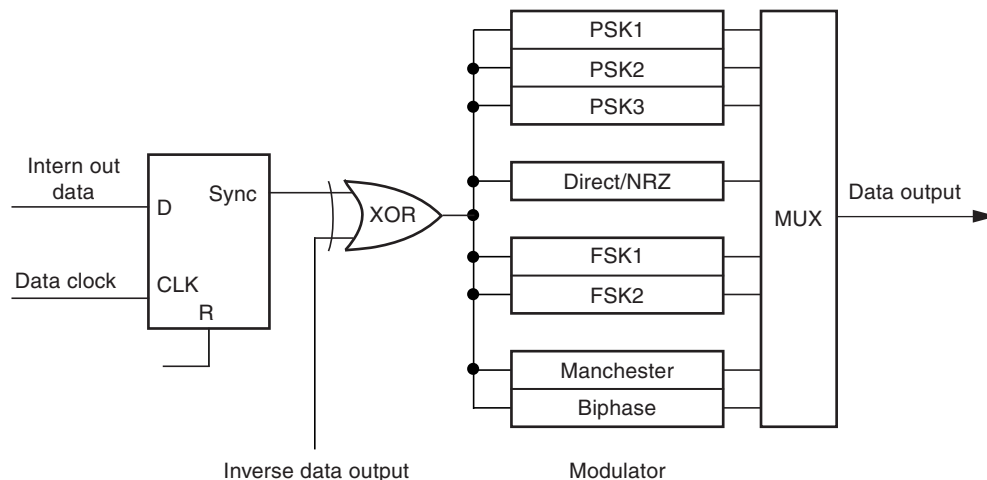 PSK1
PSK2
PSK3
Intern out
data
Sync
D
XOR
Direct/NRZ
MUX
Data output
Data clock
CLK
R
FSK1
FSK2
Manchester
Biphase
Inverse data output
Modulator